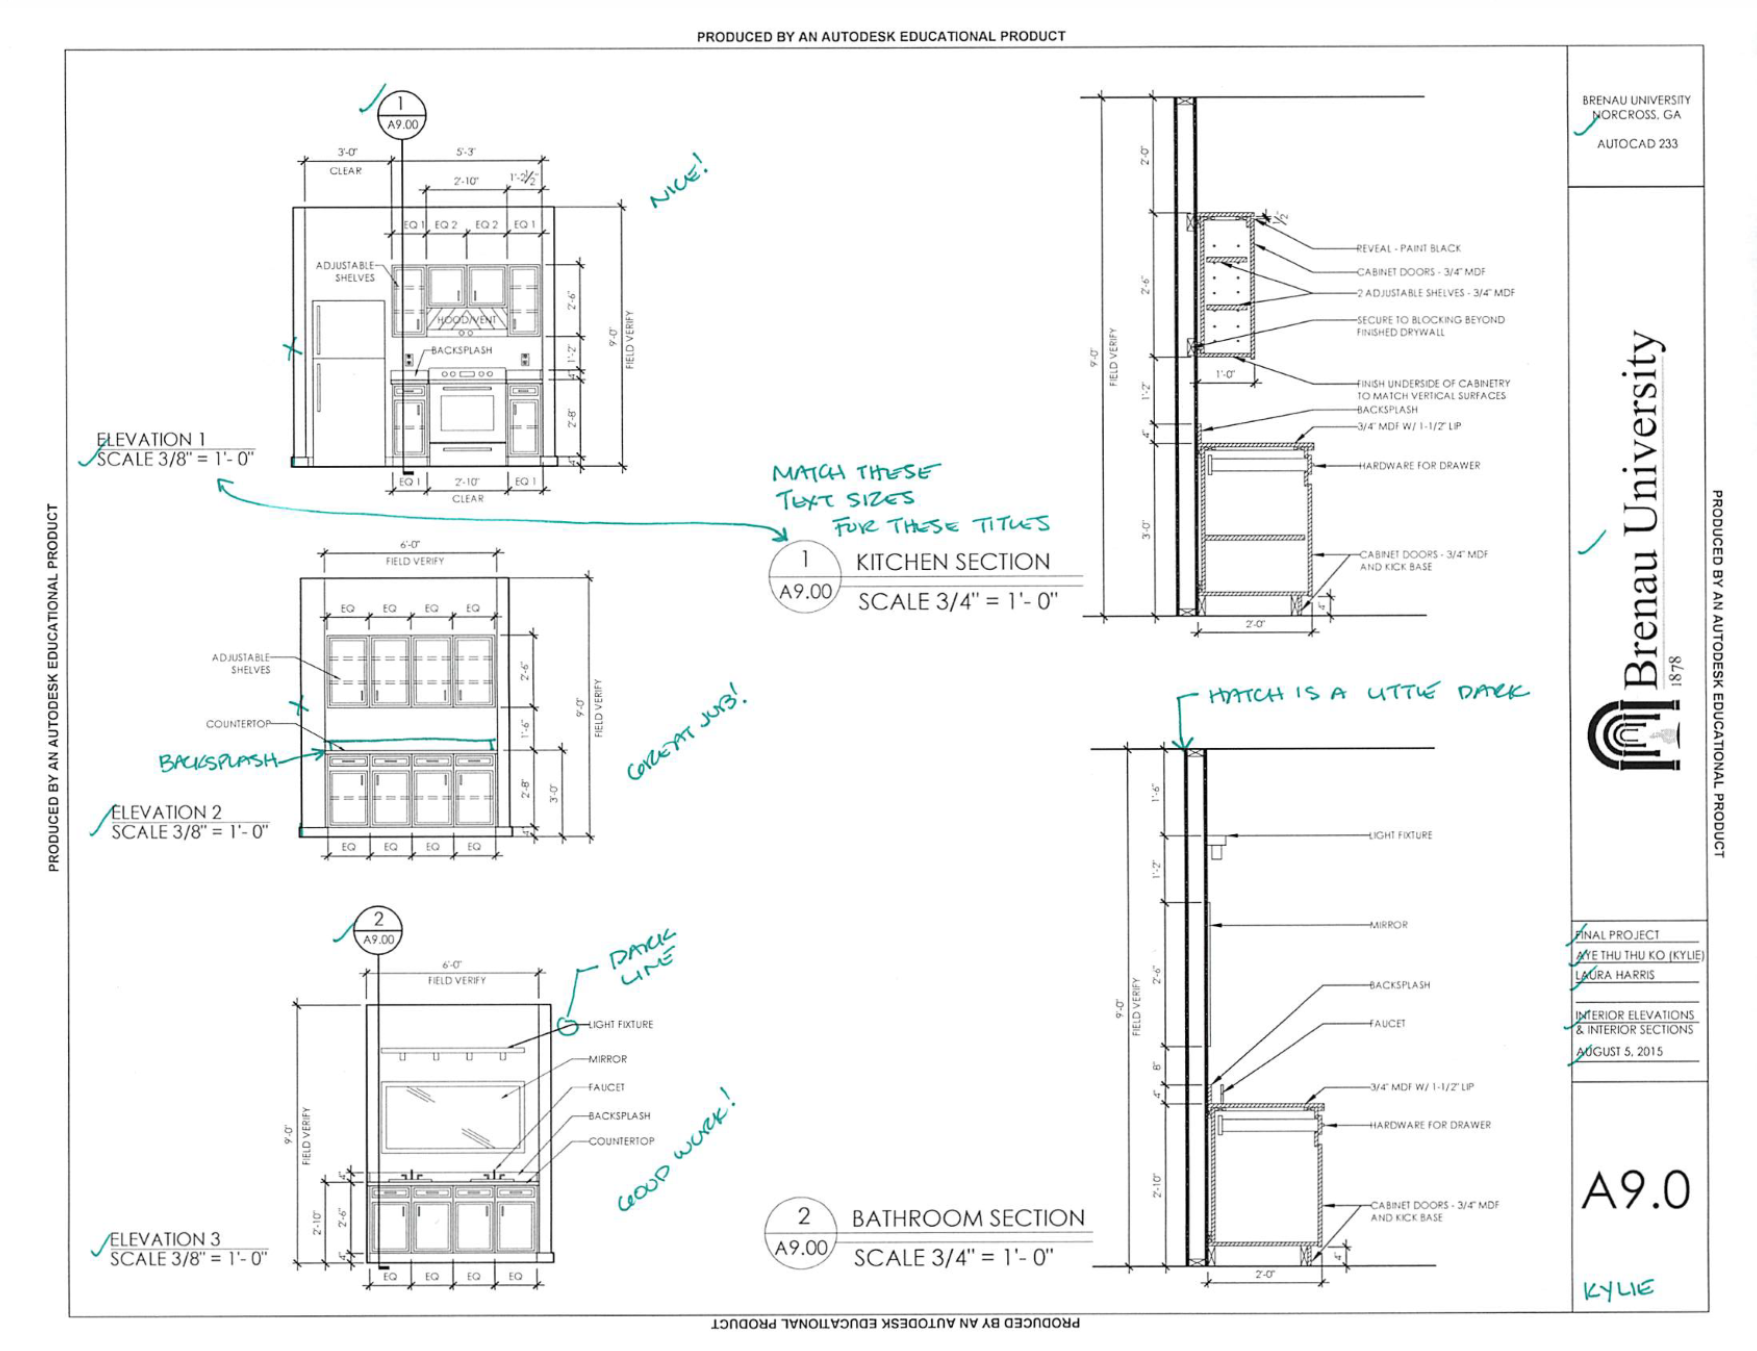 PRODUCED BY AN AUTODESK EDUCATIONAL PRODUCT
1
A9.00
3'-0"
CLEAR
5'-3"
2'-10"
1'-2½"
EQ 1
EQ 2
EQ 2
EQ 1
ADJUSTABLE
SHELVES
HOOD/VENT
BACKSPLASH
2'-6"
1'-2"
4"
2'-8"
4"
9'-0"
FIELD VERIFY
EQ 1
2'-10"
EQ 1
CLEAR
ELEVATION 1
SCALE 3/8" = 1'- 0"
NICE!
MATCH THESE
TEXT SIZES
FOR THESE TITLES
6'-0"
FIELD VERIFY
EQ
EQ
EQ
EQ
ADJUSTABLE
SHELVES
COUNTERTOP
BACKSPLASH
2'-6"
1'-6"
2'-8"
4"
3'-0"
9'-0"
FIELD VERIFY
EQ
EQ
EQ
EQ
ELEVATION 2
SCALE 3/8" = 1'- 0"
GREAT JOB!
2
A9.00
6'-0"
FIELD VERIFY
DARK
LINE
LIGHT FIXTURE
MIRROR
FAUCET
BACKSPLASH
COUNTERTOP
9'-0"
FIELD VERIFY
2'-10"
4"
2'-6"
4"
EQ
EQ
EQ
EQ
ELEVATION 3
SCALE 3/8" = 1'- 0"
GOOD WORK!
9'-0"
FIELD VERIFY
2'-0"
2'-6"
1'-2"
4"
3'-0"
1/2"
1'-0"
REVEAL - PAINT BLACK
CABINET DOORS - 3/4" MDF
2 ADJUSTABLE SHELVES - 3/4" MDF
SECURE TO BLOCKING BEYOND
FINISHED DRYWALL
FINISH UNDERSIDE OF CABINETRY
TO MATCH VERTICAL SURFACES
BACKSPLASH
3/4" MDF W/ 1-1/2" LIP
HARDWARE FOR DRAWER
CABINET DOORS - 3/4" MDF
AND KICK BASE
4"
2'-0"
1
A9.00
KITCHEN SECTION
SCALE 3/4" = 1'- 0"
HATCH IS A LITTLE DARK
9'-0"
FIELD VERIFY
1'-6"
1'-2"
2'-6"
8"
4"
2'-10"
LIGHT FIXTURE
MIRROR
BACKSPLASH
FAUCET
3/4" MDF W/ 1-1/2" LIP
HARDWARE FOR DRAWER
CABINET DOORS - 3/4" MDF
AND KICK BASE
4"
2'-0"
2
A9.00
BATHROOM SECTION
SCALE 3/4" = 1'- 0"
BRENAU UNIVERSITY
NORCROSS, GA
AUTOCAD 233
Brenau University
1878
FINAL PROJECT
AYE THU THU KO (KYLIE)
LAURA HARRIS
INTERIOR ELEVATIONS
& INTERIOR SECTIONS
AUGUST 5, 2015
A9.0
KYLIE
PRODUCED BY AN AUTODESK EDUCATIONAL PRODUCT
PRODUCED BY AN AUTODESK EDUCATIONAL PRODUCT
PRODUCED BY AN AUTODESK EDUCATIONAL PRODUCT